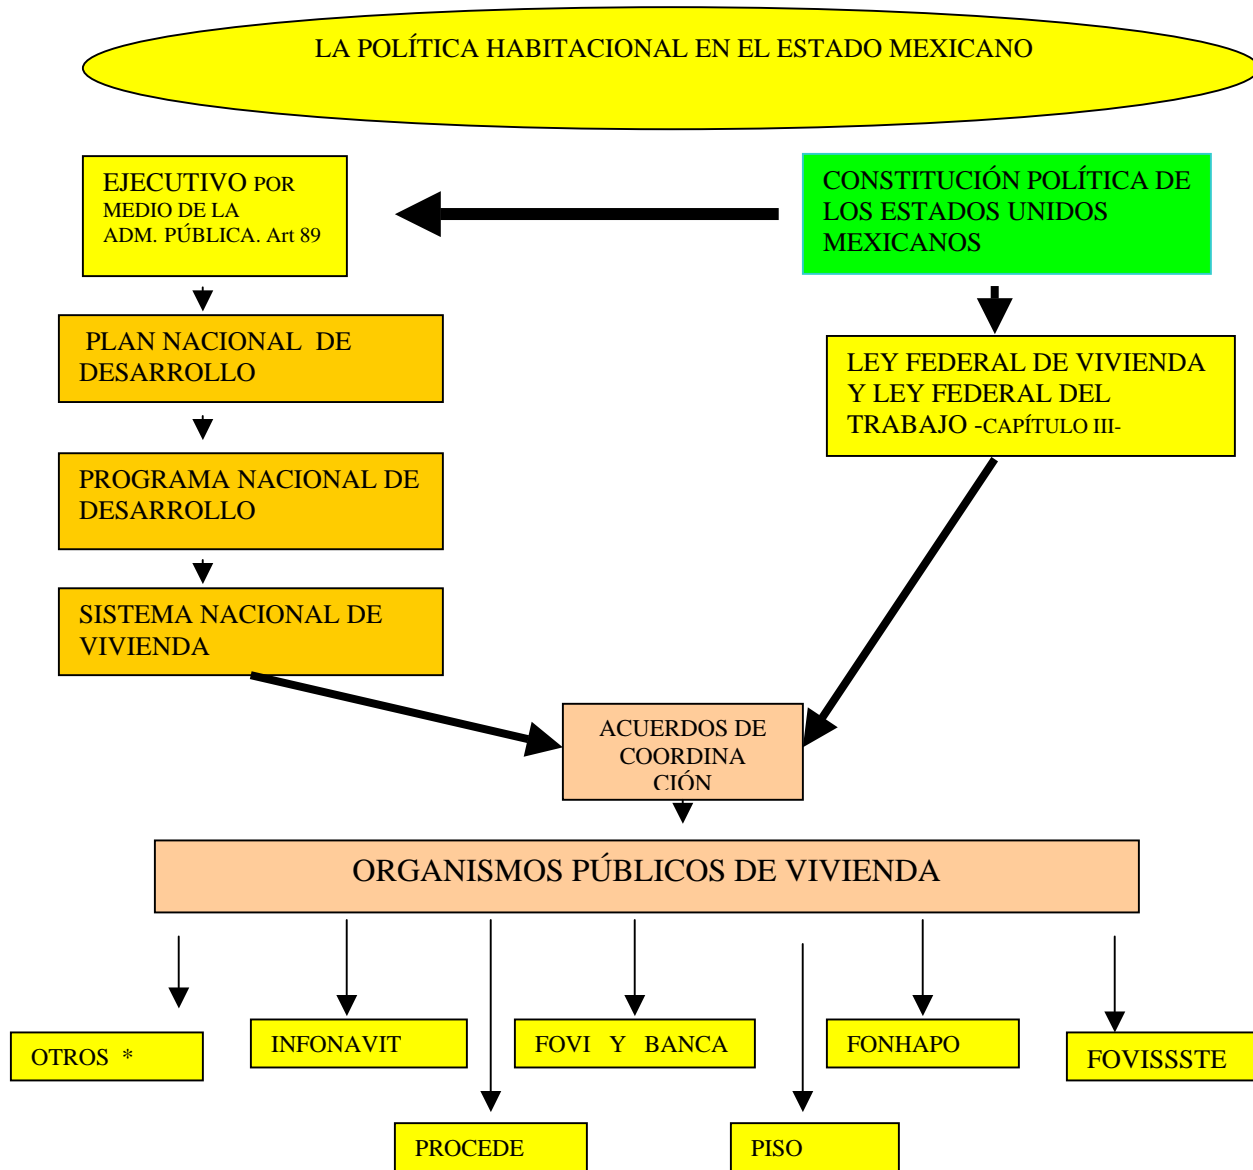 LA POLÍTICA HABITACIONAL EN EL ESTADO MEXICANO
EJECUTIVO POR
MEDIO DE LA
ADM. PÚBLICA. Art 89
CONSTITUCIÓN POLÍTICA DE
LOS ESTADOS UNIDOS
MEXICANOS
PLAN NACIONAL DE
DESARROLLO
LEY FEDERAL DE VIVIENDA
Y LEY FEDERAL DEL
TRABAJO -CAPÍTULO III-
PROGRAMA NACIONAL DE
DESARROLLO
SISTEMA NACIONAL DE
VIVIENDA
ACUERDOS DE
COORDINA
CIÓN
ORGANISMOS PÚBLICOS DE VIVIENDA
OTROS *
INFONAVIT
FOVI Y BANCA
FONHAPO
FOVISSSTE
PROCEDE
PISO